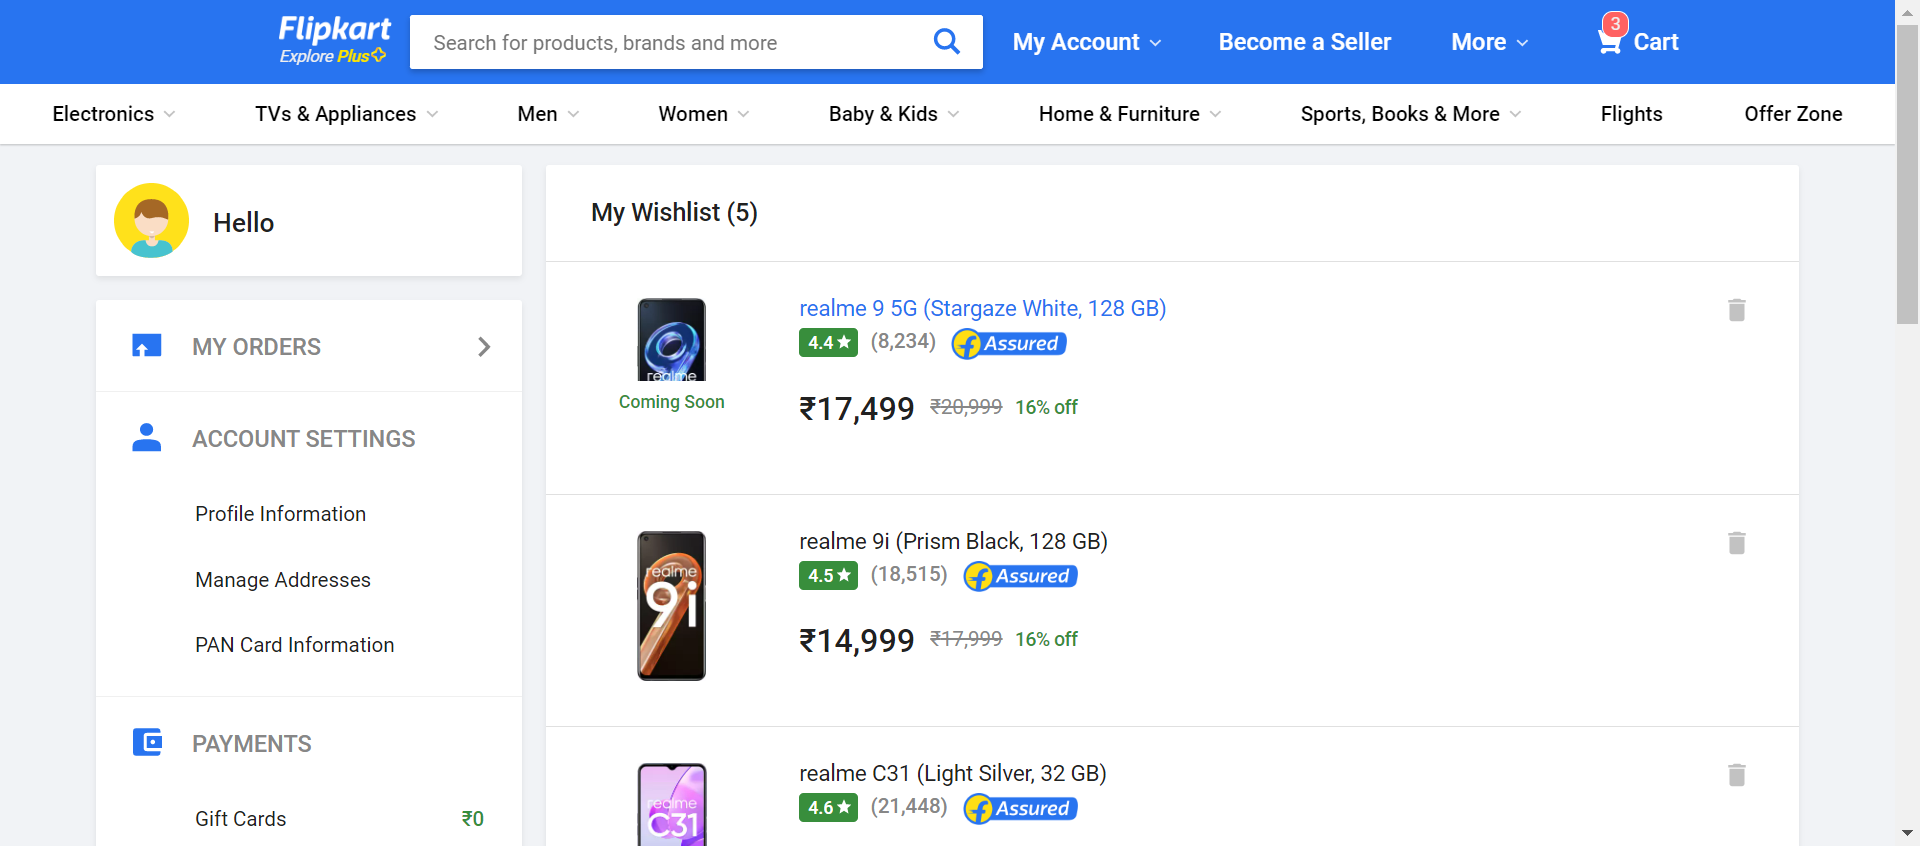 Flipkart
Explore Plus
Search for products, brands and more
My Account
Become a Seller
More
3
Cart
Electronics
TVs & Appliances
Men
Women
Baby & Kids
Home & Furniture
Sports, Books & More
Flights
Offer Zone
Hello
MY ORDERS
ACCOUNT SETTINGS
Profile Information
Manage Addresses
PAN Card Information
PAYMENTS
Gift Cards ₹0
My Wishlist (5)
realme
Coming Soon
realme 9 5G (Stargaze White, 128 GB)
4.4★ (8,234) f Assured
₹17,499 ₹20,999 16% off
realme
9i
realme 9i (Prism Black, 128 GB)
4.5★ (18,515) f Assured
₹14,999 ₹17,999 16% off
realme
C31
realme C31 (Light Silver, 32 GB)
4.6★ (21,448) f Assured